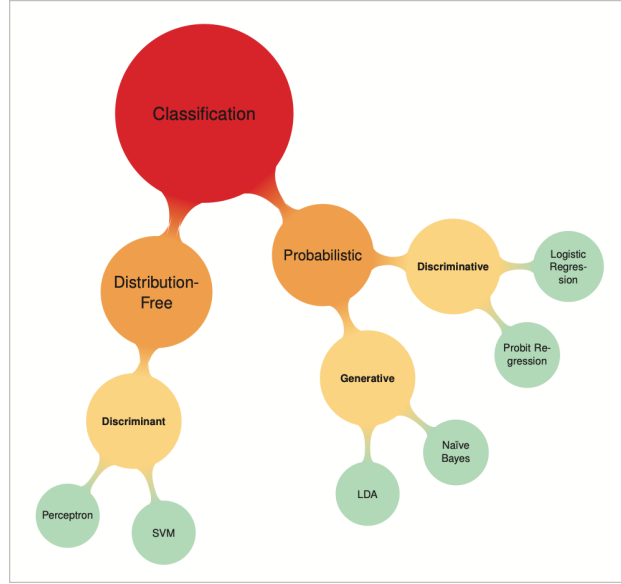 Classification
Probabilistic
Distribution-
Free
Discriminative
Logistic
Regres-
sion
Probit Re-
gression
Generative
Discriminant
Naïve
Bayes
LDA
Perceptron
SVM